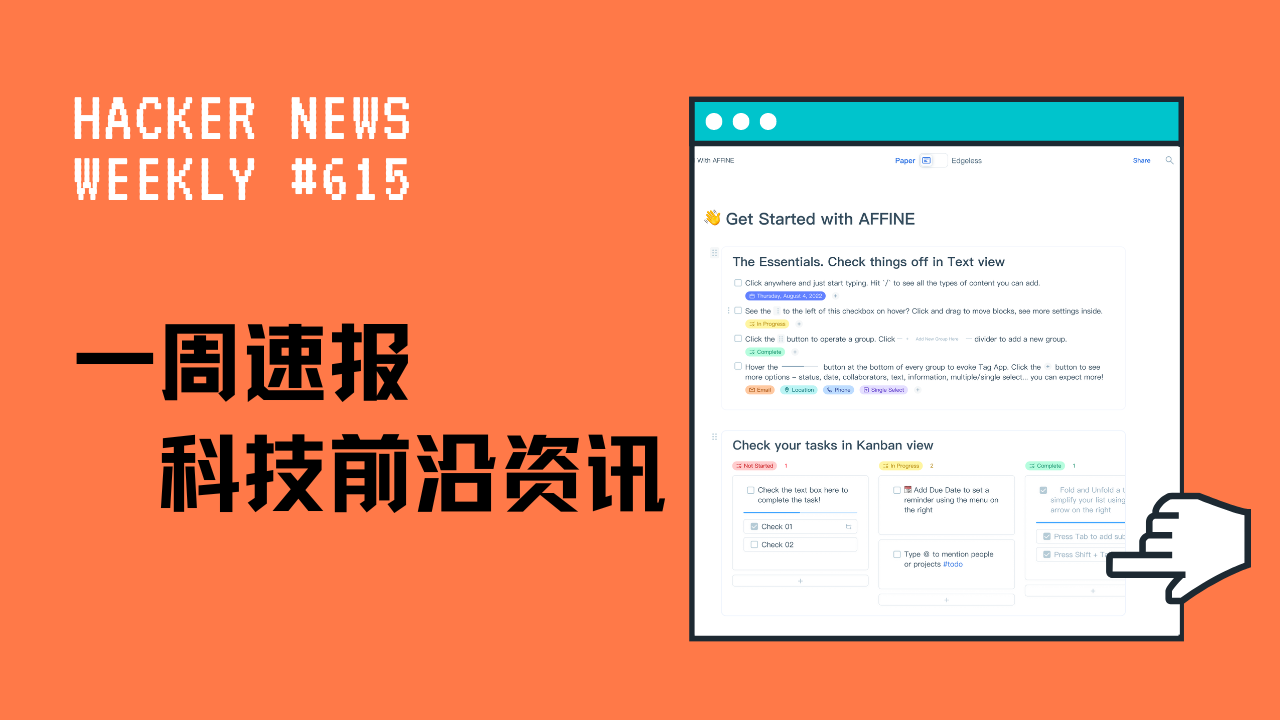 HACKER NEWS
WEEKLY #615
一周速报
科技前沿资讯
With AFFINE
Paper
Edgeless
Share
👋 Get Started with AFFINE
The Essentials. Check things off in Text view
Click anywhere and just start typing. Hit `/` to see all the types of content you can add.
Thursday, August 4, 2022 +
See the to the left of this checkbox on hover? Click and drag to move blocks, see more settings inside.
In Progress +
Click the button to operate a group. Click + Add New Group Here divider to add a new group.
Complete +
Hover the button at the bottom of every group to evoke Tag App. Click the + button to see
more options – status, date, collaborators, text, information, multiple/single select... you can expect more!
Email Location Phone Single Select +
Check your tasks in Kanban view
Not Started 1
Check the text box here to
complete the task!
Check 01
Check 02
+
In Progress 2
📅 Add Due Date to set a
reminder using the menu on
the right
Type @ to mention people
or projects #todo
+
Complete 1
Fold and Unfold a t
simplify your list using
arrow on the right
Press Tab to add sub
Press Shift + Ta
+